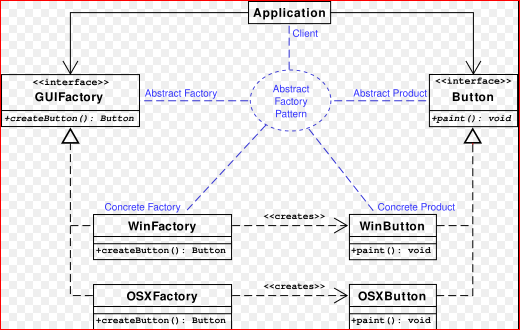 Application
Client
<<interface>>
GUIFactory
+createButton(): Button
Abstract Factory
Abstract
Factory
Pattern
Abstract Product
<<interface>>
Button
+paint(): void
Concrete Factory
Concrete Product
WinFactory
+createButton(): Button
<<creates>>
WinButton
+paint(): void
OSXFactory
+createButton(): Button
<<creates>>
OSXButton
+paint(): void